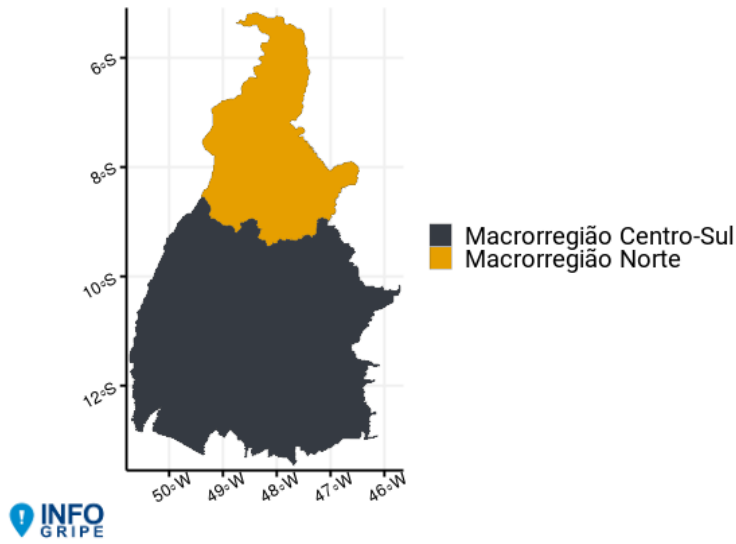 6°S
8°S
10°S
12°S
50°W 49°W 48°W 47°W 46°W
Macrorregião Centro-Sul
Macrorregião Norte
INFO
GRIPE